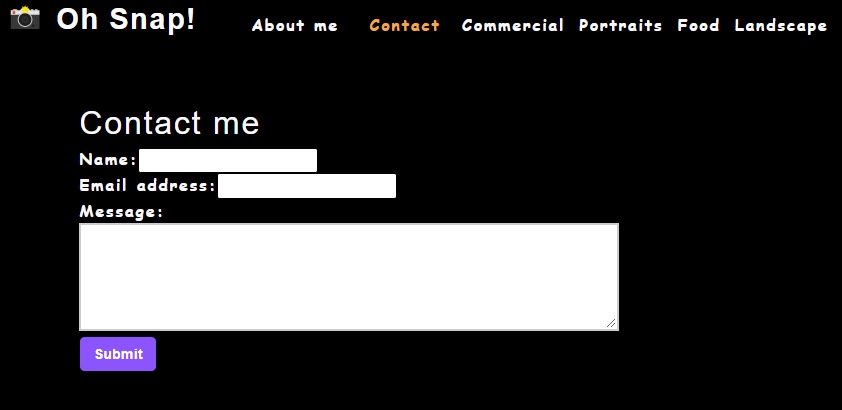 📸 Oh Snap! About me Contact Commercial Portraits Food Landscape
Contact me
Name:
Email address:
Message:
Submit